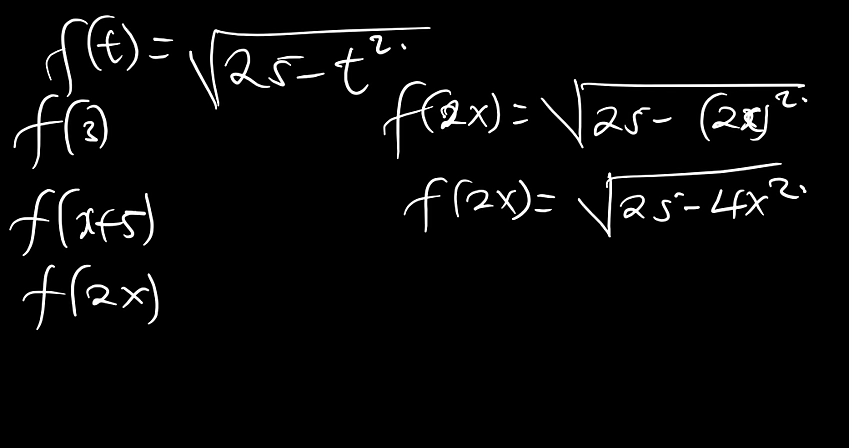 f(t) = √(25 - t²)
f(3)
f(x+5)
f(2x)
f(2x) = √(25 - (2x)²)
f(2x) = √(25 - 4x²)